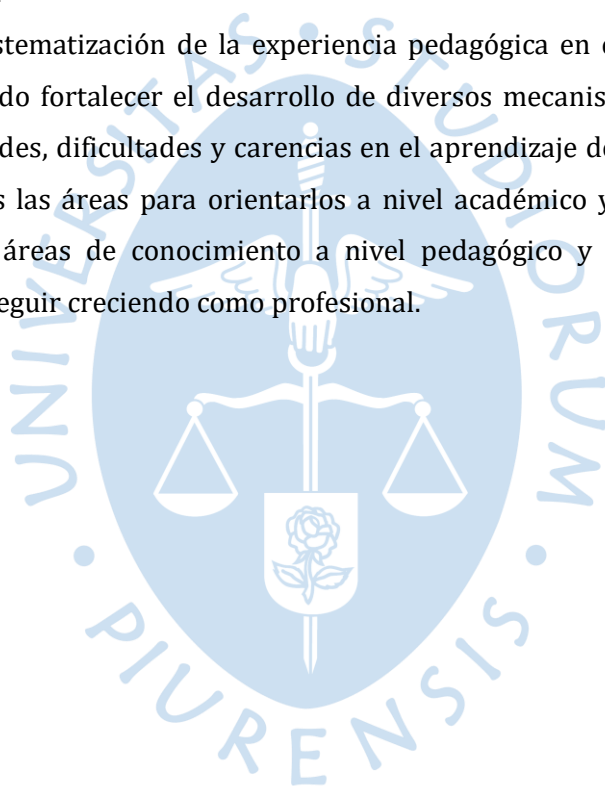 stematización de la experiencia pedagógica en
do fortalecer el desarrollo de diversos mecanis
des, dificultades y carencias en el aprendizaje de
s las áreas para orientarlos a nivel académico y
áreas de conocimiento a nivel pedagógico y
eguir creciendo como profesional.
UNIVERSITAS • STUDIORUM • PIURENSIS